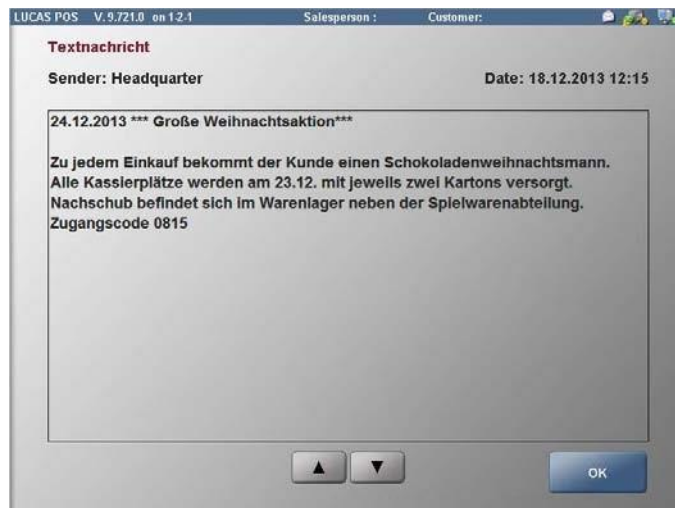 LUCAS POS V.9.721.0 on 1-2-1 Salesperson : Customer:
Textnachricht
Sender: Headquarter Date: 18.12.2013 12:15
24.12.2013 *** Große Weihnachtsaktion***
Zu jedem Einkauf bekommt der Kunde einen Schokoladenweihnachtsmann.
Alle Kassierplätze werden am 23.12. mit jeweils zwei Kartons versorgt.
Nachschub befindet sich im Warenlager neben der Spielwarenabteilung.
Zugangscode 0815
OK